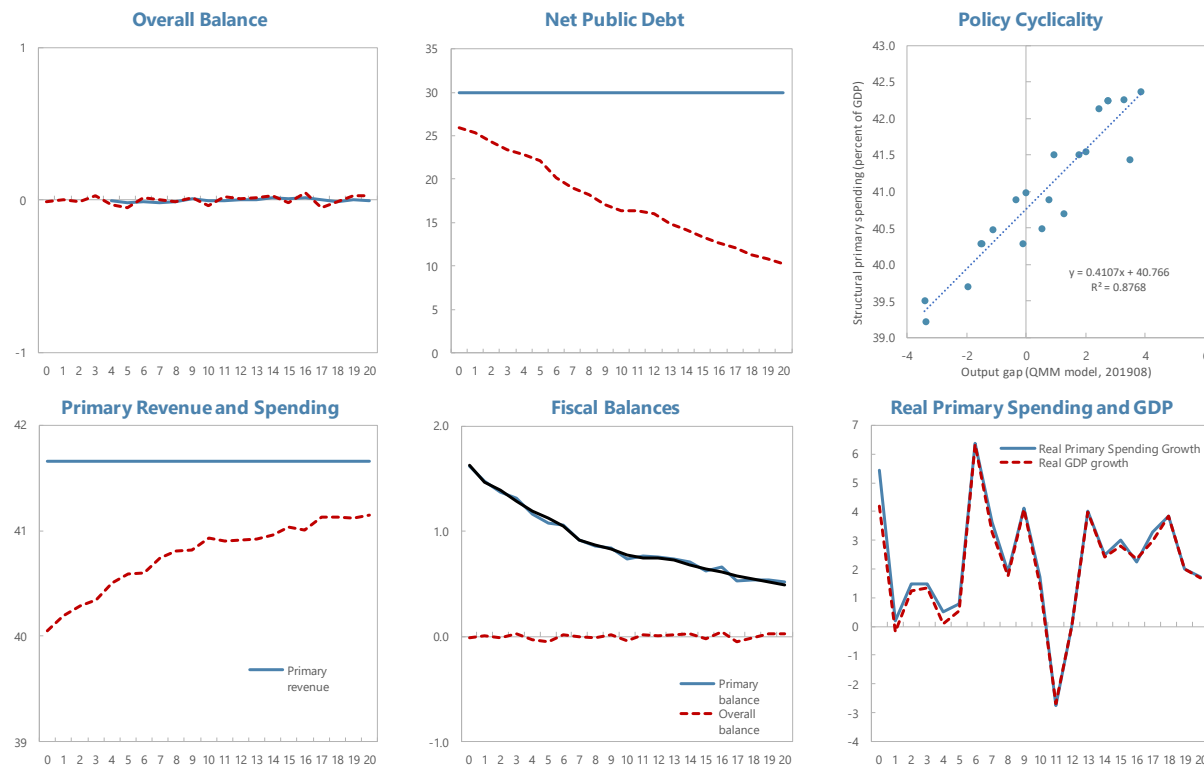 Overall Balance
1
0
-1
0 1 2 3 4 5 6 7 8 9 10 11 12 13 14 15 16 17 18 19 20
Net Public Debt
35
30
25
20
15
10
5
0
0 1 2 3 4 5 6 7 8 9 10 11 12 13 14 15 16 17 18 19 20
Policy Cyclicality
Structural primary spending (percent of GDP)
43.0
42.5
42.0
41.5
41.0
40.5
40.0
39.5
39.0
y = 0.4107x + 40.766
R² = 0.8768
-4 -2 0 2 4
Output gap (QMM model, 201908)
Primary Revenue and Spending
42
41
40
39
Primary
revenue
0 1 2 3 4 5 6 7 8 9 10 11 12 13 14 15 16 17 18 19 20
Fiscal Balances
2.0
1.0
0.0
-1.0
Primary
balance
Overall
balance
0 1 2 3 4 5 6 7 8 9 10 11 12 13 14 15 16 17 18 19 20
Real Primary Spending and GDP
7
6
5
4
3
2
1
0
-1
-2
-3
-4
Real Primary Spending Growth
Real GDP growth
0 1 2 3 4 5 6 7 8 9 10 11 12 13 14 15 16 17 18 19 20